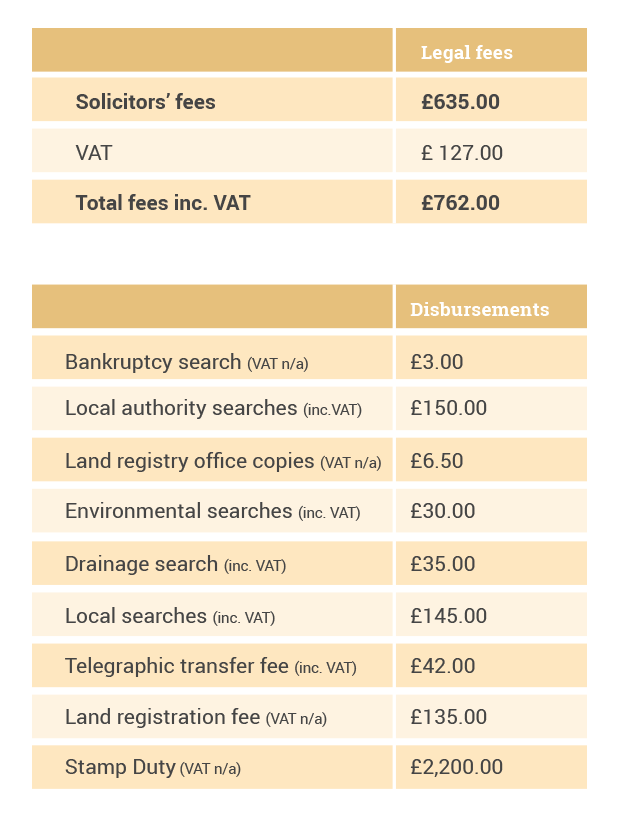 Legal fees
Solicitors’ fees £635.00
VAT £ 127.00
Total fees inc. VAT £762.00
Disbursements
Bankruptcy search (VAT n/a) £3.00
Local authority searches (inc.VAT) £150.00
Land registry office copies (VAT n/a) £6.50
Environmental searches (inc. VAT) £30.00
Drainage search (inc. VAT) £35.00
Local searches (inc. VAT) £145.00
Telegraphic transfer fee (inc. VAT) £42.00
Land registration fee (VAT n/a) £135.00
Stamp Duty (VAT n/a) £2,200.00